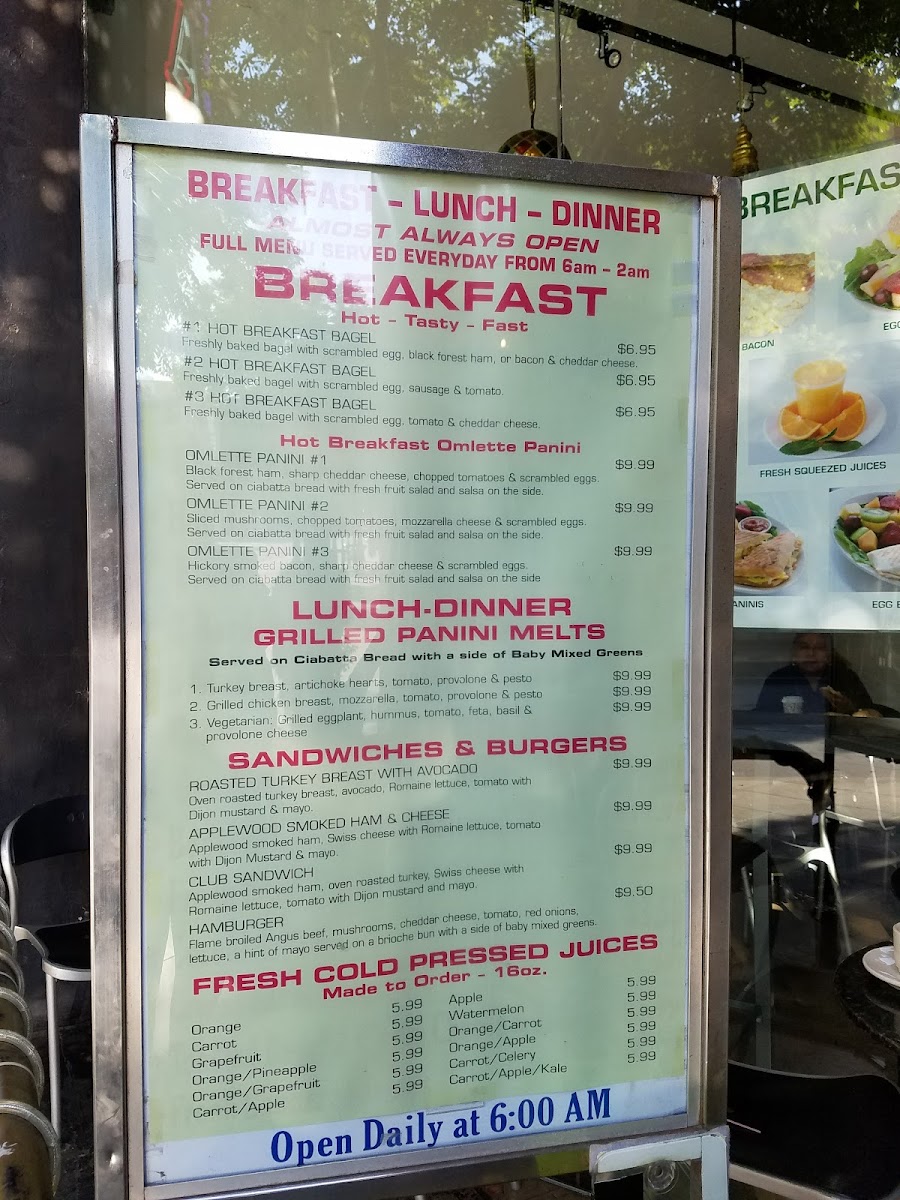 BREAKFAST - LUNCH - DINNER
ALMOST ALWAYS OPEN
FULL MENU SERVED EVERYDAY FROM 6am - 2am
BREAKFAST
Hot - Tasty - Fast
#1 HOT BREAKFAST BAGEL $6.95
Freshly baked bagel with scrambled egg, black forest ham, or bacon & cheddar cheese.
#2 HOT BREAKFAST BAGEL $6.95
Freshly baked bagel with scrambled egg, sausage & tomato.
#3 HOT BREAKFAST BAGEL $6.95
Freshly baked bagel with scrambled egg, tomato & cheddar cheese.
Hot Breakfast Omlette Panini
OMLETTE PANINI #1 $9.99
Black forest ham, sharp cheddar cheese, chopped tomatoes & scrambled eggs.
Served on ciabatta bread with fresh fruit salad and salsa on the side.
OMLETTE PANINI #2 $9.99
Sliced mushrooms, chopped tomatoes, mozzarella cheese & scrambled eggs.
Served on ciabatta bread with fresh fruit salad and salsa on the side.
OMLETTE PANINI #3 $9.99
Hickory smoked bacon, sharp cheddar cheese & scrambled eggs.
Served on ciabatta bread with fresh fruit salad and salsa on the side
LUNCH-DINNER
GRILLED PANINI MELTS
Served on Ciabatta Bread with a side of Baby Mixed Greens
1. Turkey breast, artichoke hearts, tomato, provolone & pesto $9.99
2. Grilled chicken breast, mozzarella, tomato, provolone & pesto $9.99
3. Vegetarian: Grilled eggplant, hummus, tomato, feta, basil & $9.99
provolone cheese
SANDWICHES & BURGERS
ROASTED TURKEY BREAST WITH AVOCADO $9.99
Oven roasted turkey breast, avocado, Romaine lettuce, tomato with
Dijon mustard & mayo.
APPLEWOOD SMOKED HAM & CHEESE $9.99
Applewood smoked ham, Swiss cheese with Romaine lettuce, tomato
with Dijon Mustard & mayo.
CLUB SANDWICH $9.99
Applewood smoked ham, oven roasted turkey, Swiss cheese with
Romaine lettuce, tomato with Dijon mustard and mayo.
HAMBURGER $9.50
Flame broiled Angus beef, mushrooms, cheddar cheese, tomato, red onions,
lettuce, a hint of mayo served on a brioche bun with a side of baby mixed greens.
FRESH COLD PRESSED JUICES
Made to Order - 16oz.
Orange 5.99
Carrot 5.99
Grapefruit 5.99
Orange/Pineapple 5.99
Orange/Grapefruit 5.99
Carrot/Apple 5.99
Apple 5.99
Watermelon 5.99
Orange/Carrot 5.99
Orange/Apple 5.99
Carrot/Celery 5.99
Carrot/Apple/Kale 5.99
Open Daily at 6:00 AM
BREAKFAS
BACON
EGG
FRESH SQUEEZED JUICES
ANINIS
EGG